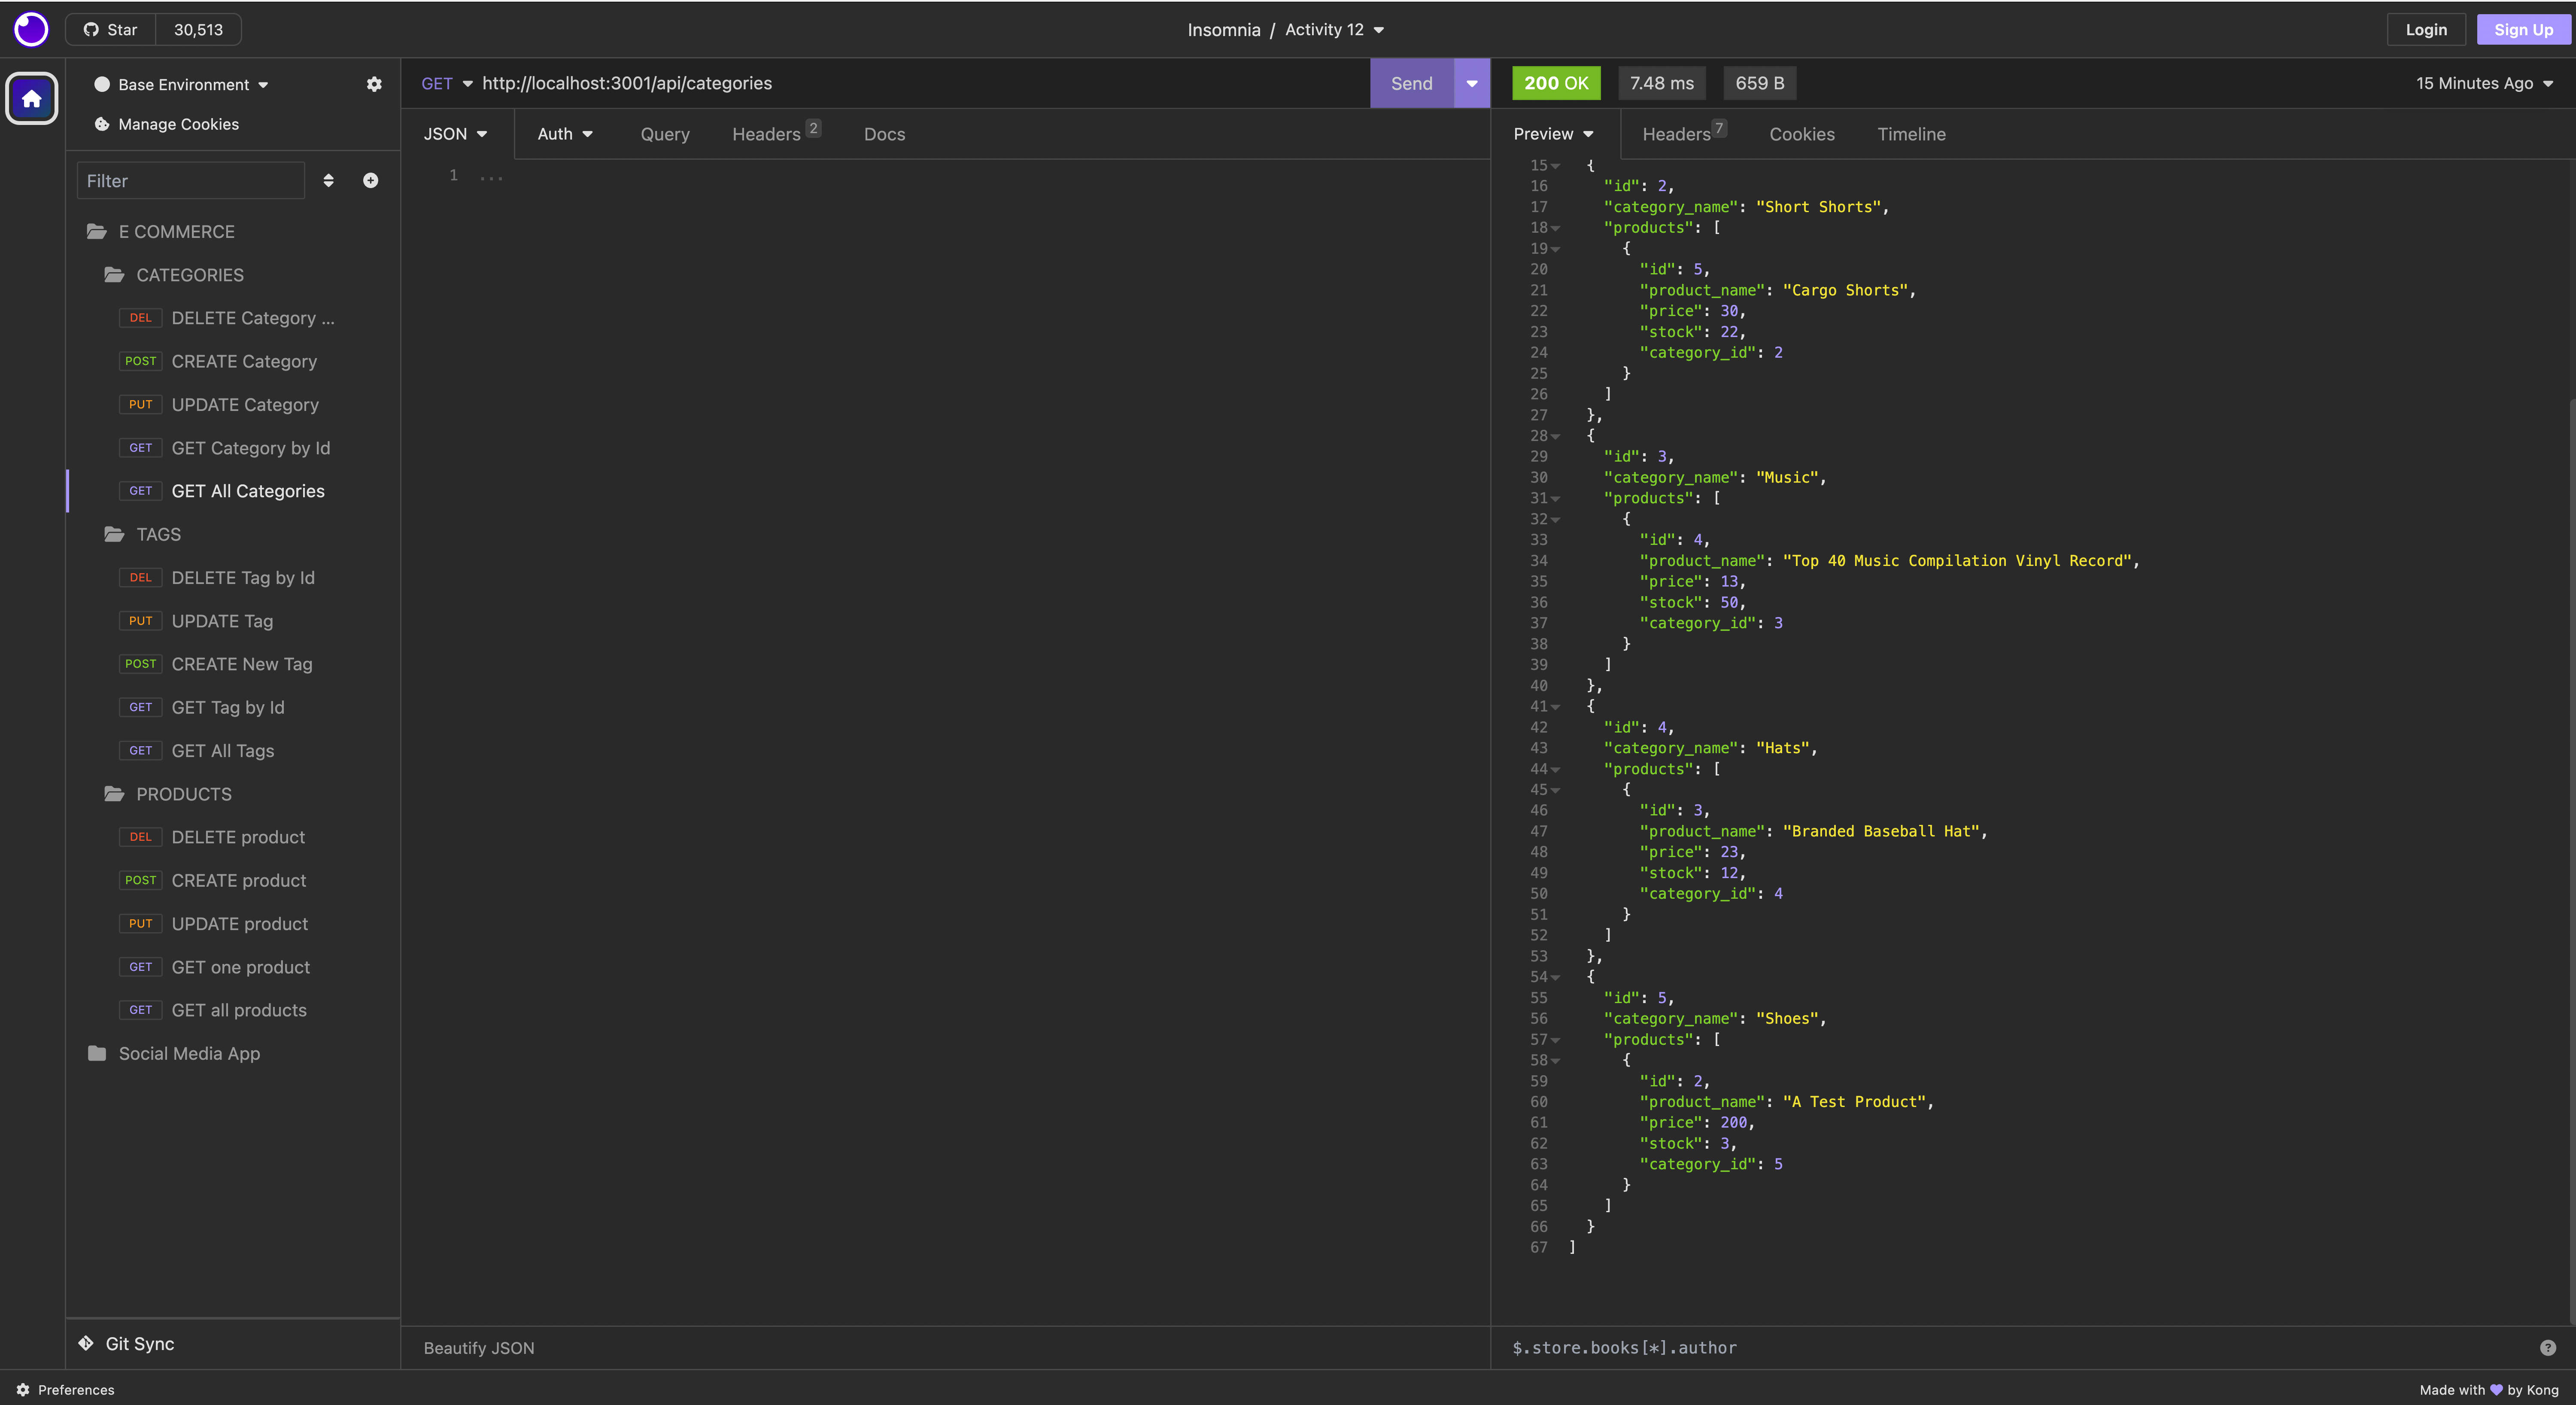 Star 30,513
Insomnia / Activity 12
Login
Sign Up
Base Environment
Manage Cookies
Filter
E COMMERCE
CATEGORIES
DEL DELETE Category ...
POST CREATE Category
PUT UPDATE Category
GET GET Category by Id
GET GET All Categories
TAGS
DEL DELETE Tag by Id
PUT UPDATE Tag
POST CREATE New Tag
GET GET Tag by Id
GET GET All Tags
PRODUCTS
DEL DELETE product
POST CREATE product
PUT UPDATE product
GET GET one product
GET GET all products
Social Media App
Git Sync
GET http://localhost:3001/api/categories
Send
JSON Auth Query Headers 2 Docs
1 ...
Beautify JSON
200 OK 7.48 ms 659 B 15 Minutes Ago
Preview Headers 7 Cookies Timeline
15 {
16 "id": 2,
17 "category_name": "Short Shorts",
18 "products": [
19 {
20 "id": 5,
21 "product_name": "Cargo Shorts",
22 "price": 30,
23 "stock": 22,
24 "category_id": 2
25 }
26 ]
27 },
28 {
29 "id": 3,
30 "category_name": "Music",
31 "products": [
32 {
33 "id": 4,
34 "product_name": "Top 40 Music Compilation Vinyl Record",
35 "price": 13,
36 "stock": 50,
37 "category_id": 3
38 }
39 ]
40 },
41 {
42 "id": 4,
43 "category_name": "Hats",
44 "products": [
45 {
46 "id": 3,
47 "product_name": "Branded Baseball Hat",
48 "price": 23,
49 "stock": 12,
50 "category_id": 4
51 }
52 ]
53 },
54 {
55 "id": 5,
56 "category_name": "Shoes",
57 "products": [
58 {
59 "id": 2,
60 "product_name": "A Test Product",
61 "price": 200,
62 "stock": 3,
63 "category_id": 5
64 }
65 ]
66 }
67 ]
$.store.books[*].author
Preferences
Made with 💜 by Kong